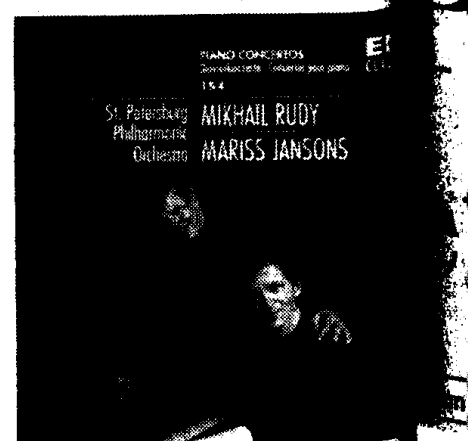 PIANO CONCERTOS
Klavierkonzerte · Concertos pour piano
1 & 4
St. Petersburg
Philharmonic
Orchestra
MIKHAIL RUDY
MARISS JANSONS